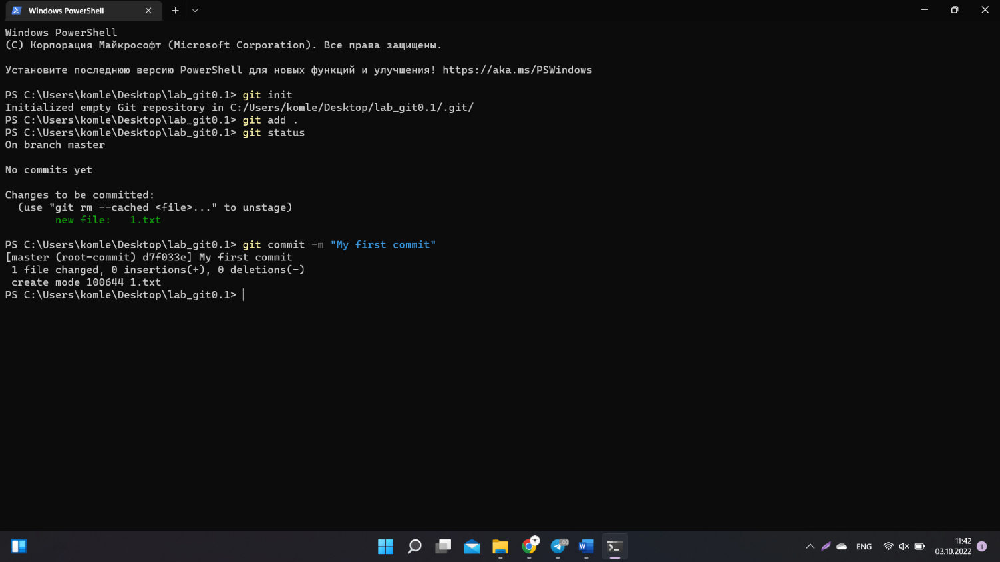 Windows PowerShell
Windows PowerShell
(C) Корпорация Майкрософт (Microsoft Corporation). Все права защищены.
Установите последнюю версию PowerShell для новых функций и улучшения! https://aka.ms/PSWindows
PS C:\Users\komle\Desktop\lab_git0.1> git init
Initialized empty Git repository in C:/Users/komle/Desktop/lab_git0.1/.git/
PS C:\Users\komle\Desktop\lab_git0.1> git add .
PS C:\Users\komle\Desktop\lab_git0.1> git status
On branch master
No commits yet
Changes to be committed:
  (use "git rm --cached <file>..." to unstage)
        new file:   1.txt
PS C:\Users\komle\Desktop\lab_git0.1> git commit -m "My first commit"
[master (root-commit) d7f033e] My first commit
 1 file changed, 0 insertions(+), 0 deletions(-)
 create mode 100644 1.txt
PS C:\Users\komle\Desktop\lab_git0.1>
ENG
11:42
03.10.2022
1